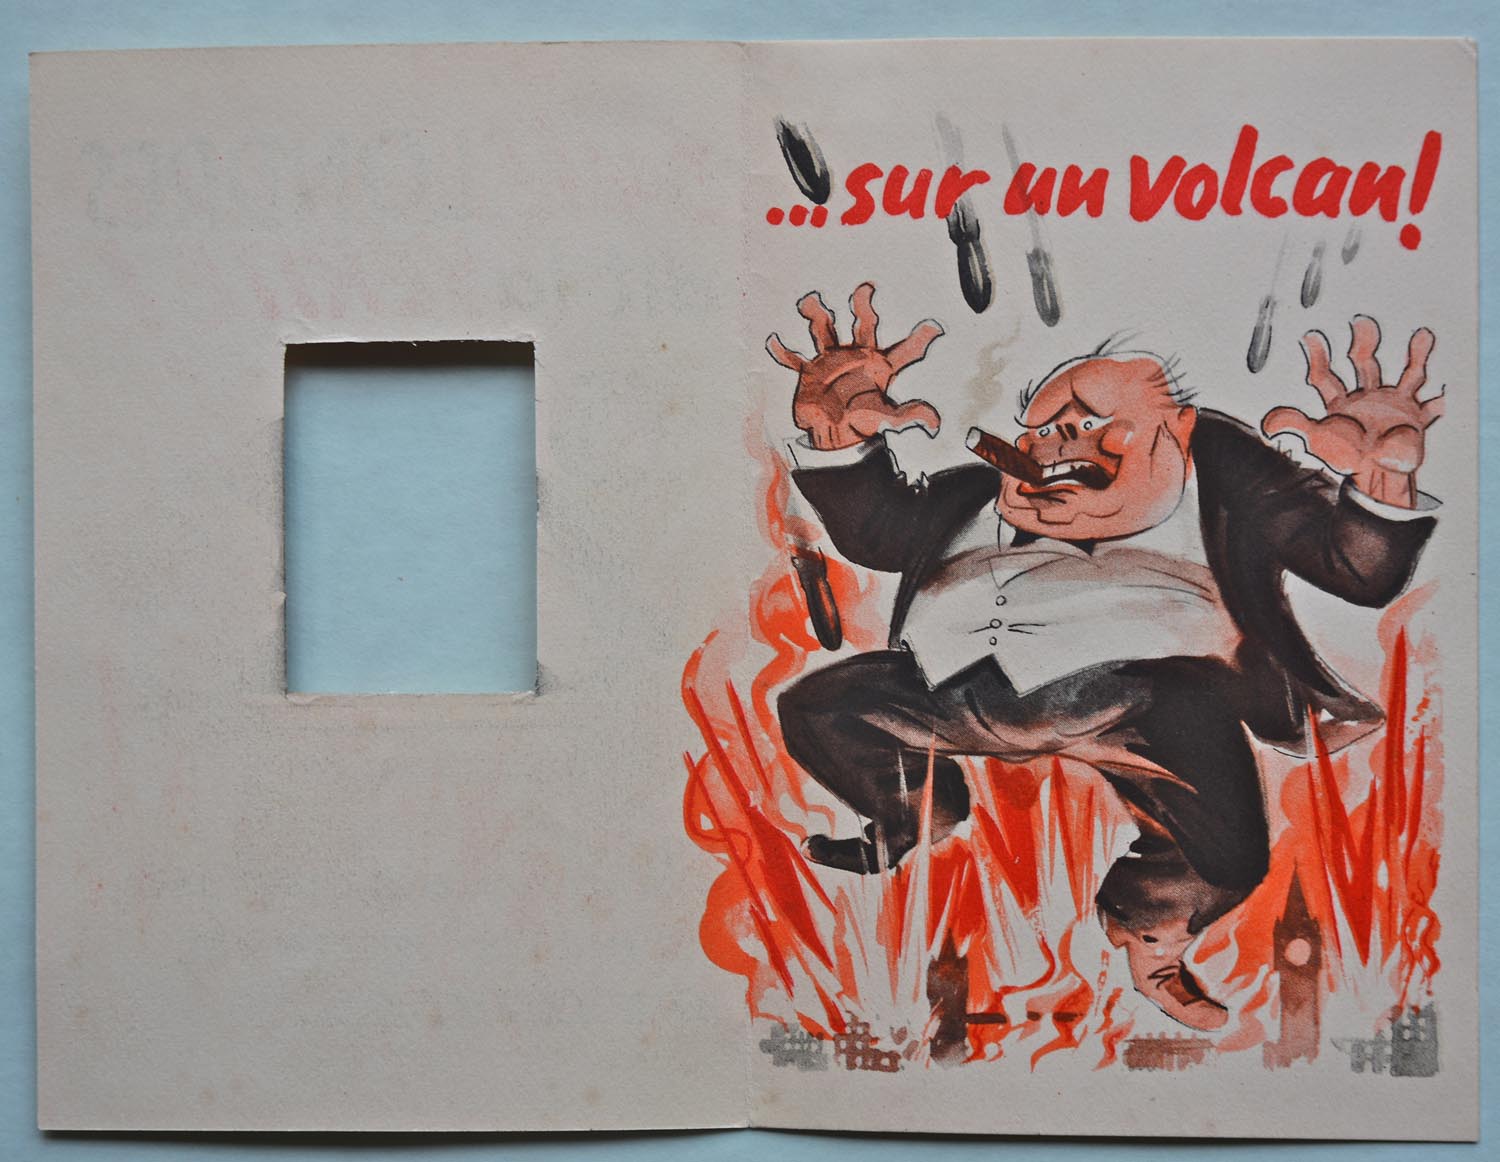 ... sur un volcan!